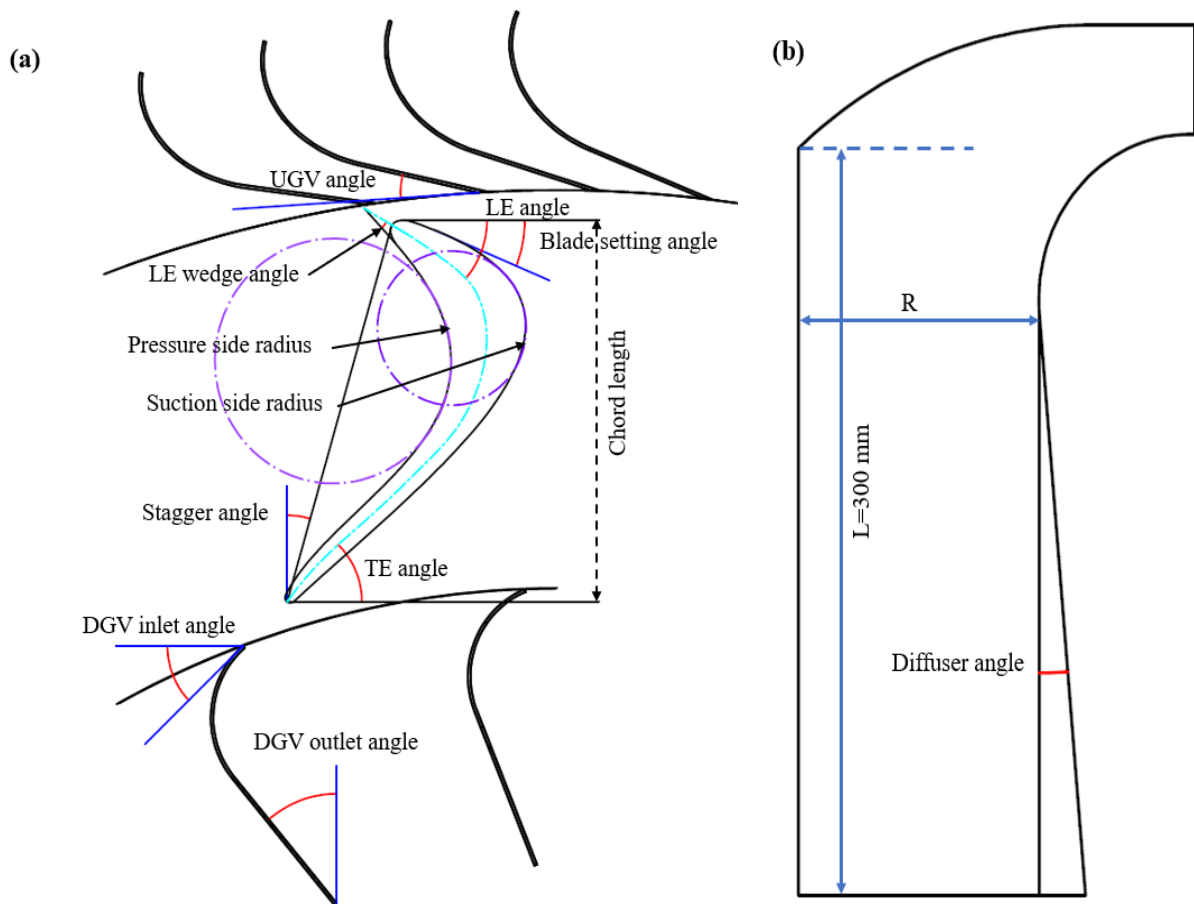 (a)
UGV angle
LE angle
Blade setting angle
LE wedge angle
Pressure side radius
Suction side radius
Chord length
Stagger angle
TE angle
DGV inlet angle
DGV outlet angle
(b)
R
L=300 mm
Diffuser angle